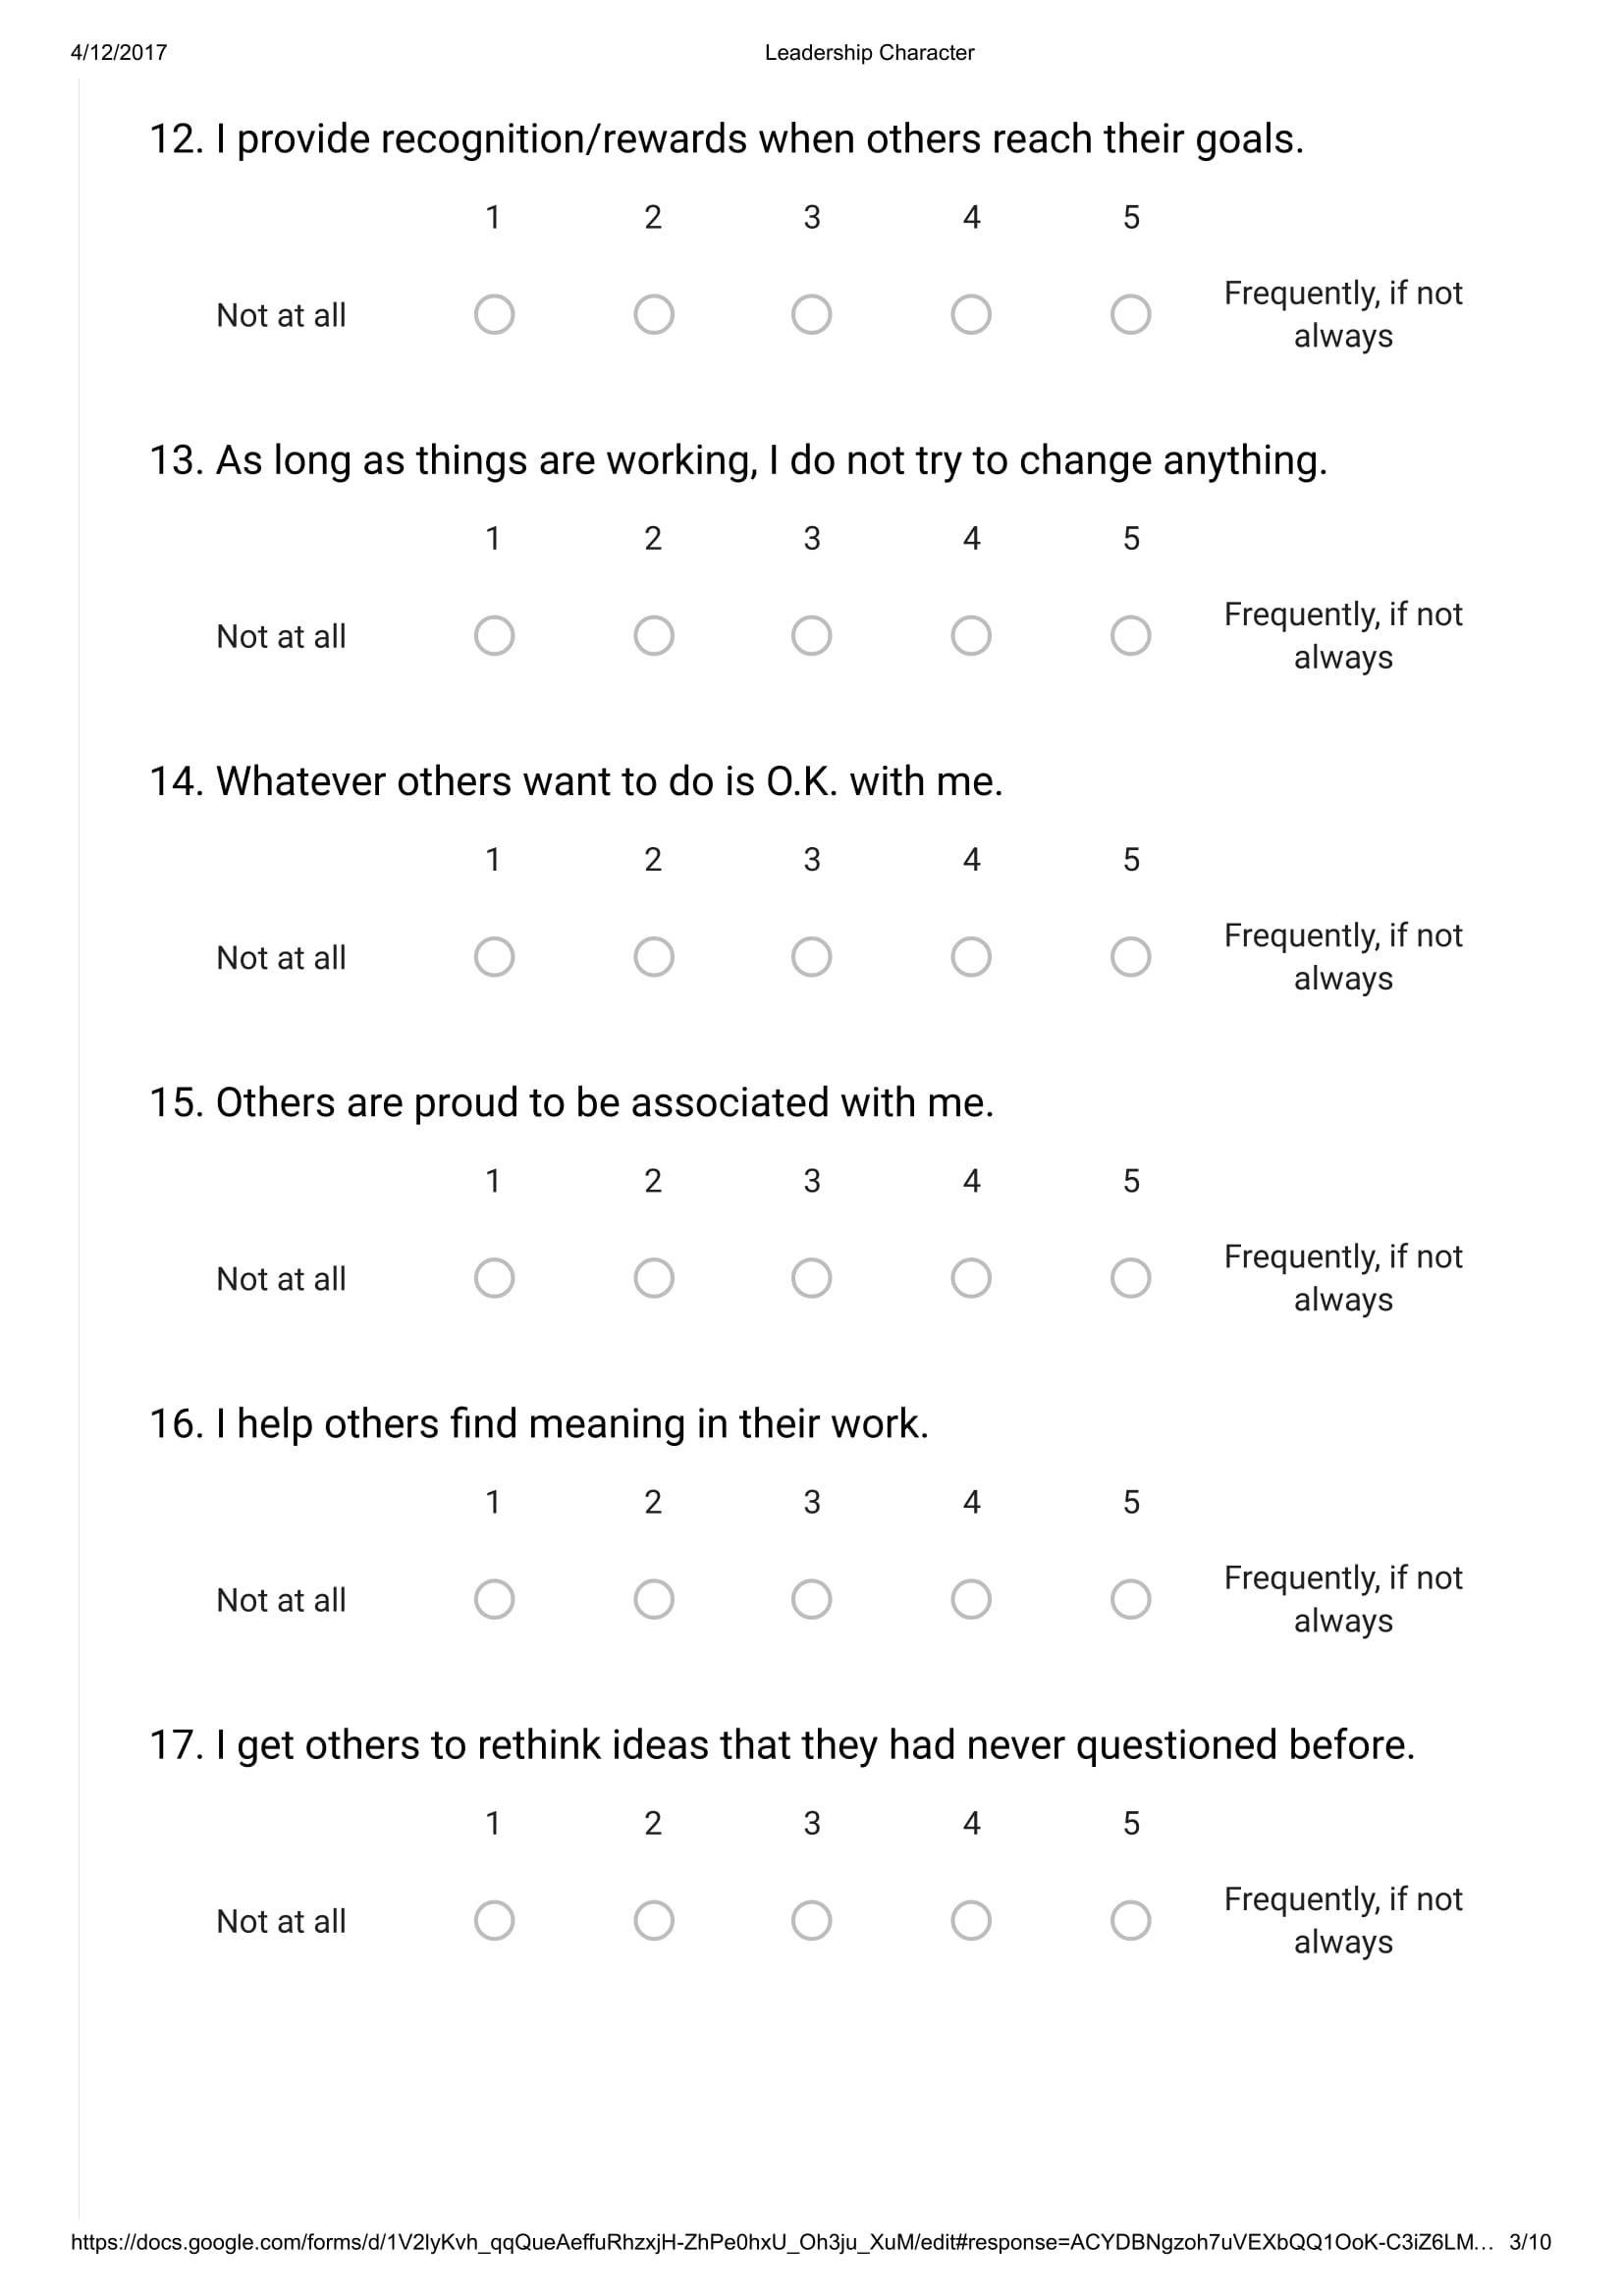 4/12/2017 Leadership Character
12. I provide recognition/rewards when others reach their goals.
1 2 3 4 5
Not at all
Frequently, if not
always
13. As long as things are working, I do not try to change anything.
1 2 3 4 5
Not at all
Frequently, if not
always
14. Whatever others want to do is O.K. with me.
1 2 3 4 5
Not at all
Frequently, if not
always
15. Others are proud to be associated with me.
1 2 3 4 5
Not at all
Frequently, if not
always
16. I help others find meaning in their work.
1 2 3 4 5
Not at all
Frequently, if not
always
17. I get others to rethink ideas that they had never questioned before.
1 2 3 4 5
Not at all
Frequently, if not
always
https://docs.google.com/forms/d/1V2lyKvh_qqQueAeffuRhzxjH-ZhPe0hxU_Oh3ju_XuM/edit#response=ACYDBNgzoh7uVEXbQQ1OoK-C3iZ6LM… 3/10